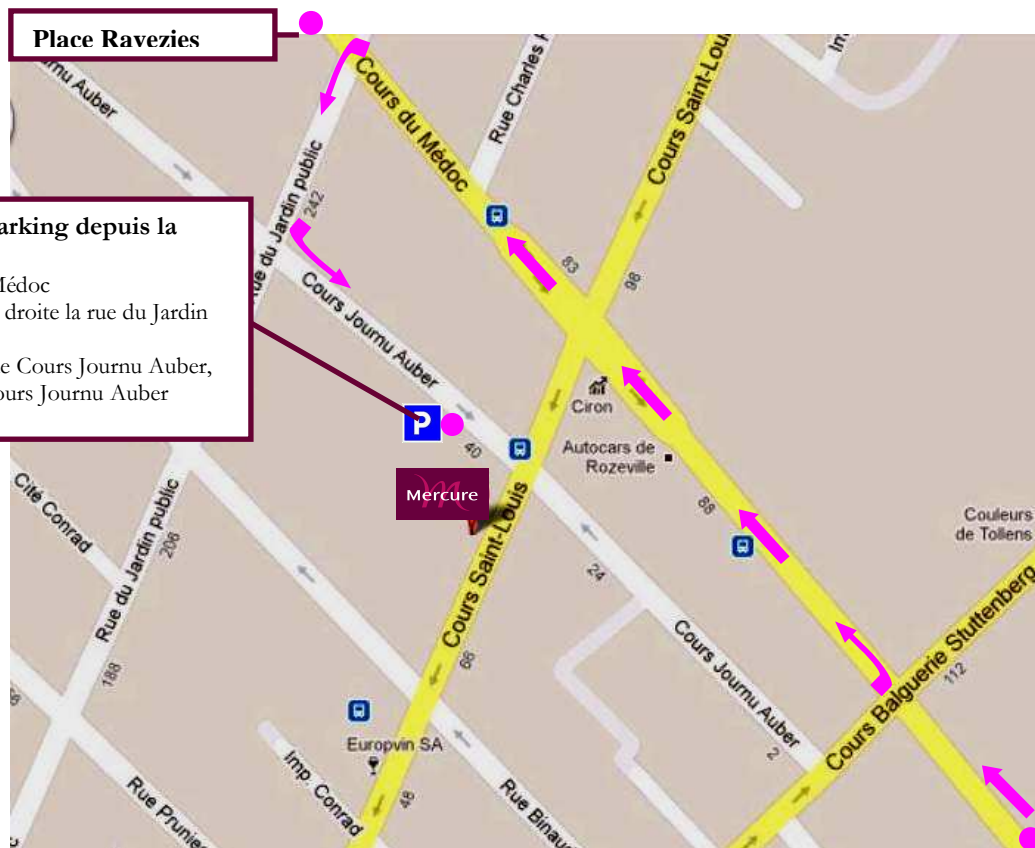 Place Ravezies
Auber
Cours du Médoc
Rue Charles
Cours Saint-Louis
Rue du Jardin public
242
83
98
arking depuis la
Médoc
droite la rue du Jardin
e Cours Journu Auber,
ours Journu Auber
Cours Journu Auber
P
40
Mercure
Ciron
Autocars de
Rozeville
88
Couleurs
de Tollens
Cité Conrad
Rue du Jardin public
206
188
Cours Saint-Louis
24
Cours Journu Auber
2
Cours Balguerie Stuttenberg
112
66
Europvin SA
Imp. Conrad
48
Rue Prunie
Rue Binau